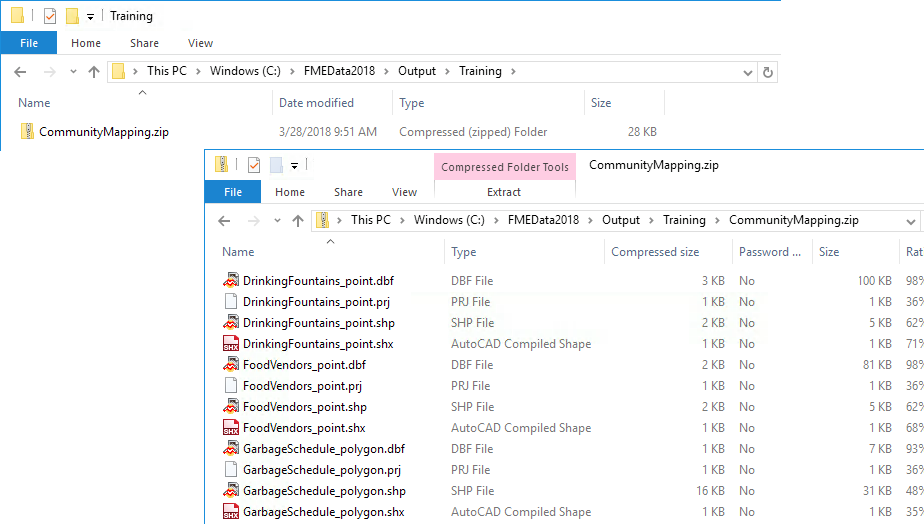 Training
File Home Share View
This PC > Windows (C:) > FMEData2018 > Output > Training >
Name Date modified Type Size
CommunityMapping.zip 3/28/2018 9:51 AM Compressed (zipped) Folder 28 KB
Compressed Folder Tools CommunityMapping.zip
File Home Share View Extract
This PC > Windows (C:) > FMEData2018 > Output > Training > CommunityMapping.zip
Name Type Compressed size Password ... Size Rat
DrinkingFountains_point.dbf DBF File 3 KB No 100 KB 98%
DrinkingFountains_point.prj PRJ File 1 KB No 1 KB 36%
DrinkingFountains_point.shp SHP File 2 KB No 5 KB 62%
SHX DrinkingFountains_point.shx AutoCAD Compiled Shape 1 KB No 1 KB 71%
FoodVendors_point.dbf DBF File 2 KB No 81 KB 98%
FoodVendors_point.prj PRJ File 1 KB No 1 KB 36%
FoodVendors_point.shp SHP File 2 KB No 5 KB 62%
SHX FoodVendors_point.shx AutoCAD Compiled Shape 1 KB No 1 KB 68%
GarbageSchedule_polygon.dbf DBF File 1 KB No 7 KB 93%
GarbageSchedule_polygon.prj PRJ File 1 KB No 1 KB 36%
GarbageSchedule_polygon.shp SHP File 16 KB No 31 KB 48%
SHX GarbageSchedule_polygon.shx AutoCAD Compiled Shape 1 KB No 1 KB 35%